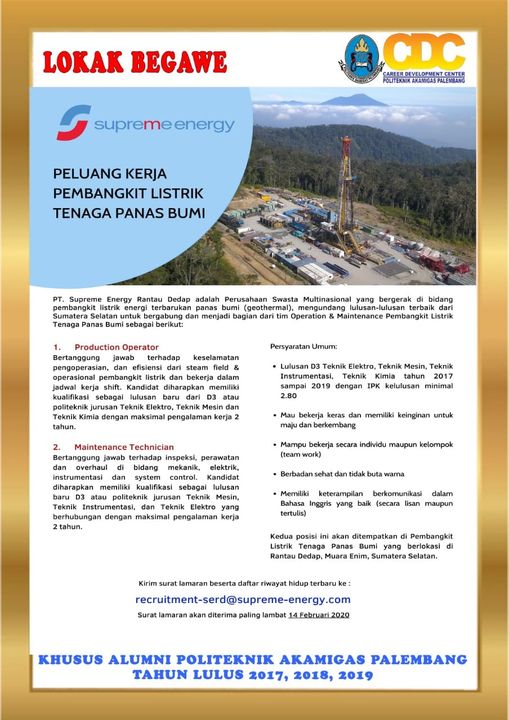 LOKAK BEGAWE
CDC
CAREER DEVELOPMENT CENTER
POLITEKNIK AKAMIGAS PALEMBANG
supreme energy
PELUANG KERJA
PEMBANGKIT LISTRIK
TENAGA PANAS BUMI
PT. Supreme Energy Rantau Dedap adalah Perusahaan Swasta Multinasional yang bergerak di bidang
pembangkit listrik energi terbarukan panas bumi (geothermal), mengundang lulusan-lulusan terbaik dari
Sumatera Selatan untuk bergabung dan menjadi bagian dari tim Operation & Maintenance Pembangkit Listrik
Tenaga Panas Bumi sebagai berikut:
1. Production Operator
Bertanggung jawab terhadap keselamatan
pengoperasian, dan efisiensi dari steam field &
operasional pembangkit listrik dan bekerja dalam
jadwal kerja shift. Kandidat diharapkan memiliki
kualifikasi sebagai lulusan baru dari D3 atau
politeknik jurusan Teknik Elektro, Teknik Mesin dan
Teknik Kimia dengan maksimal pengalaman kerja 2
tahun.
2. Maintenance Technician
Bertanggung jawab terhadap inspeksi, perawatan
dan overhaul di bidang mekanik, elektrik,
instrumentasi dan system control. Kandidat
diharapkan memiliki kualifikasi sebagai lulusan
baru D3 atau politeknik jurusan Teknik Mesin,
Teknik Instrumentasi, dan Teknik Elektro yang
berhubungan dengan maksimal pengalaman kerja
2 tahun.
Persyaratan Umum:
• Lulusan D3 Teknik Elektro, Teknik Mesin, Teknik
Instrumentasi, Teknik Kimia tahun 2017
sampai 2019 dengan IPK kelulusan minimal
2.80
• Mau bekerja keras dan memiliki keinginan untuk
maju dan berkembang
• Mampu bekerja secara individu maupun kelompok
(team work)
• Berbadan sehat dan tidak buta warna
• Memiliki keterampilan berkomunikasi dalam
Bahasa Inggris yang baik (secara lisan maupun
tertulis)
Kedua posisi ini akan ditempatkan di Pembangkit
Listrik Tenaga Panas Bumi yang berlokasi di
Rantau Dedap, Muara Enim, Sumatera Selatan.
Kirim surat lamaran beserta daftar riwayat hidup terbaru ke :
recruitment-serd@supreme-energy.com
Surat lamaran akan diterima paling lambat 14 Februari 2020
KHUSUS ALUMNI POLITEKNIK AKAMIGAS PALEMBANG
TAHUN LULUS 2017, 2018, 2019